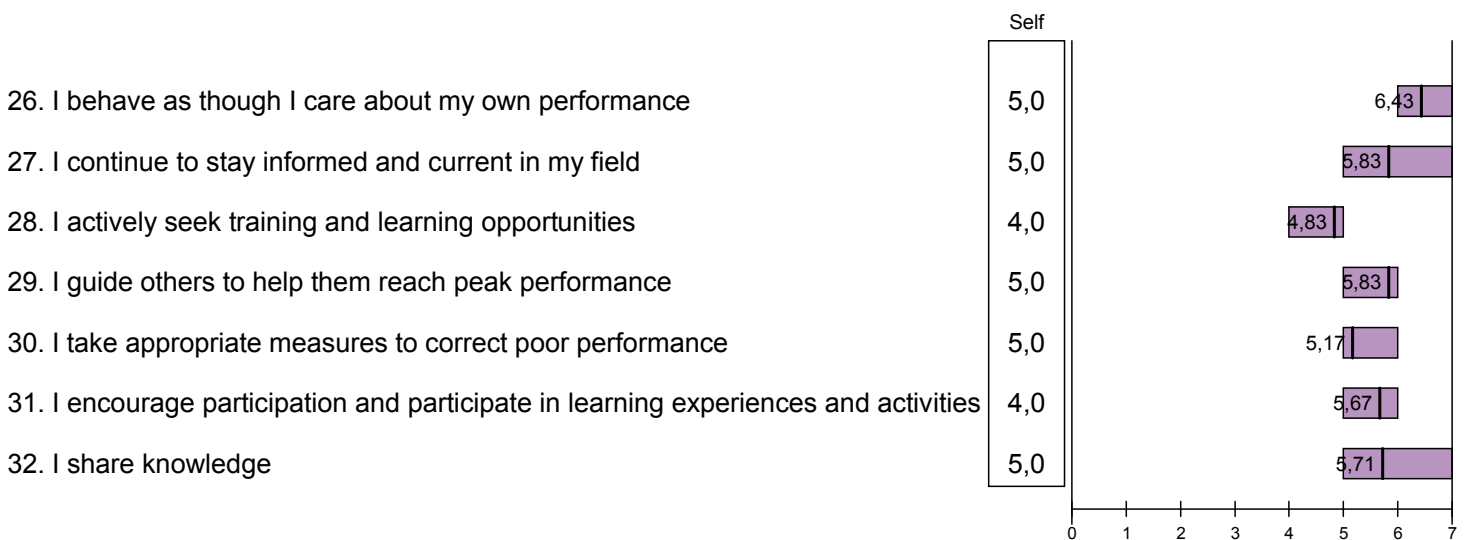 Self
26. I behave as though I care about my own performance 5,0 6,43
27. I continue to stay informed and current in my field 5,0 5,83
28. I actively seek training and learning opportunities 4,0 4,83
29. I guide others to help them reach peak performance 5,0 5,83
30. I take appropriate measures to correct poor performance 5,0 5,17
31. I encourage participation and participate in learning experiences and activities 4,0 5,67
32. I share knowledge 5,0 5,71
0 1 2 3 4 5 6 7